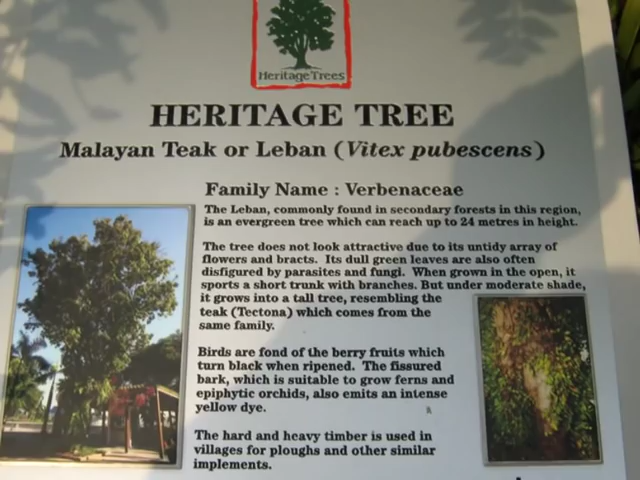 Heritage Trees
HERITAGE TREE
Malayan Teak or Leban (Vitex pubescens)
Family Name : Verbenaceae
The Leban, commonly found in secondary forests in this region,
is an evergreen tree which can reach up to 24 metres in height.
The tree does not look attractive due to its untidy array of
flowers and bracts. Its dull green leaves are also often
disfigured by parasites and fungi. When grown in the open, it
sports a short trunk with branches. But under moderate shade,
it grows into a tall tree, resembling the
teak (Tectona) which comes from the
same family.
Birds are fond of the berry fruits which
turn black when ripened. The fissured
bark, which is suitable to grow ferns and
epiphytic orchids, also emits an intense
yellow dye.
The hard and heavy timber is used in
villages for ploughs and other similar
implements.